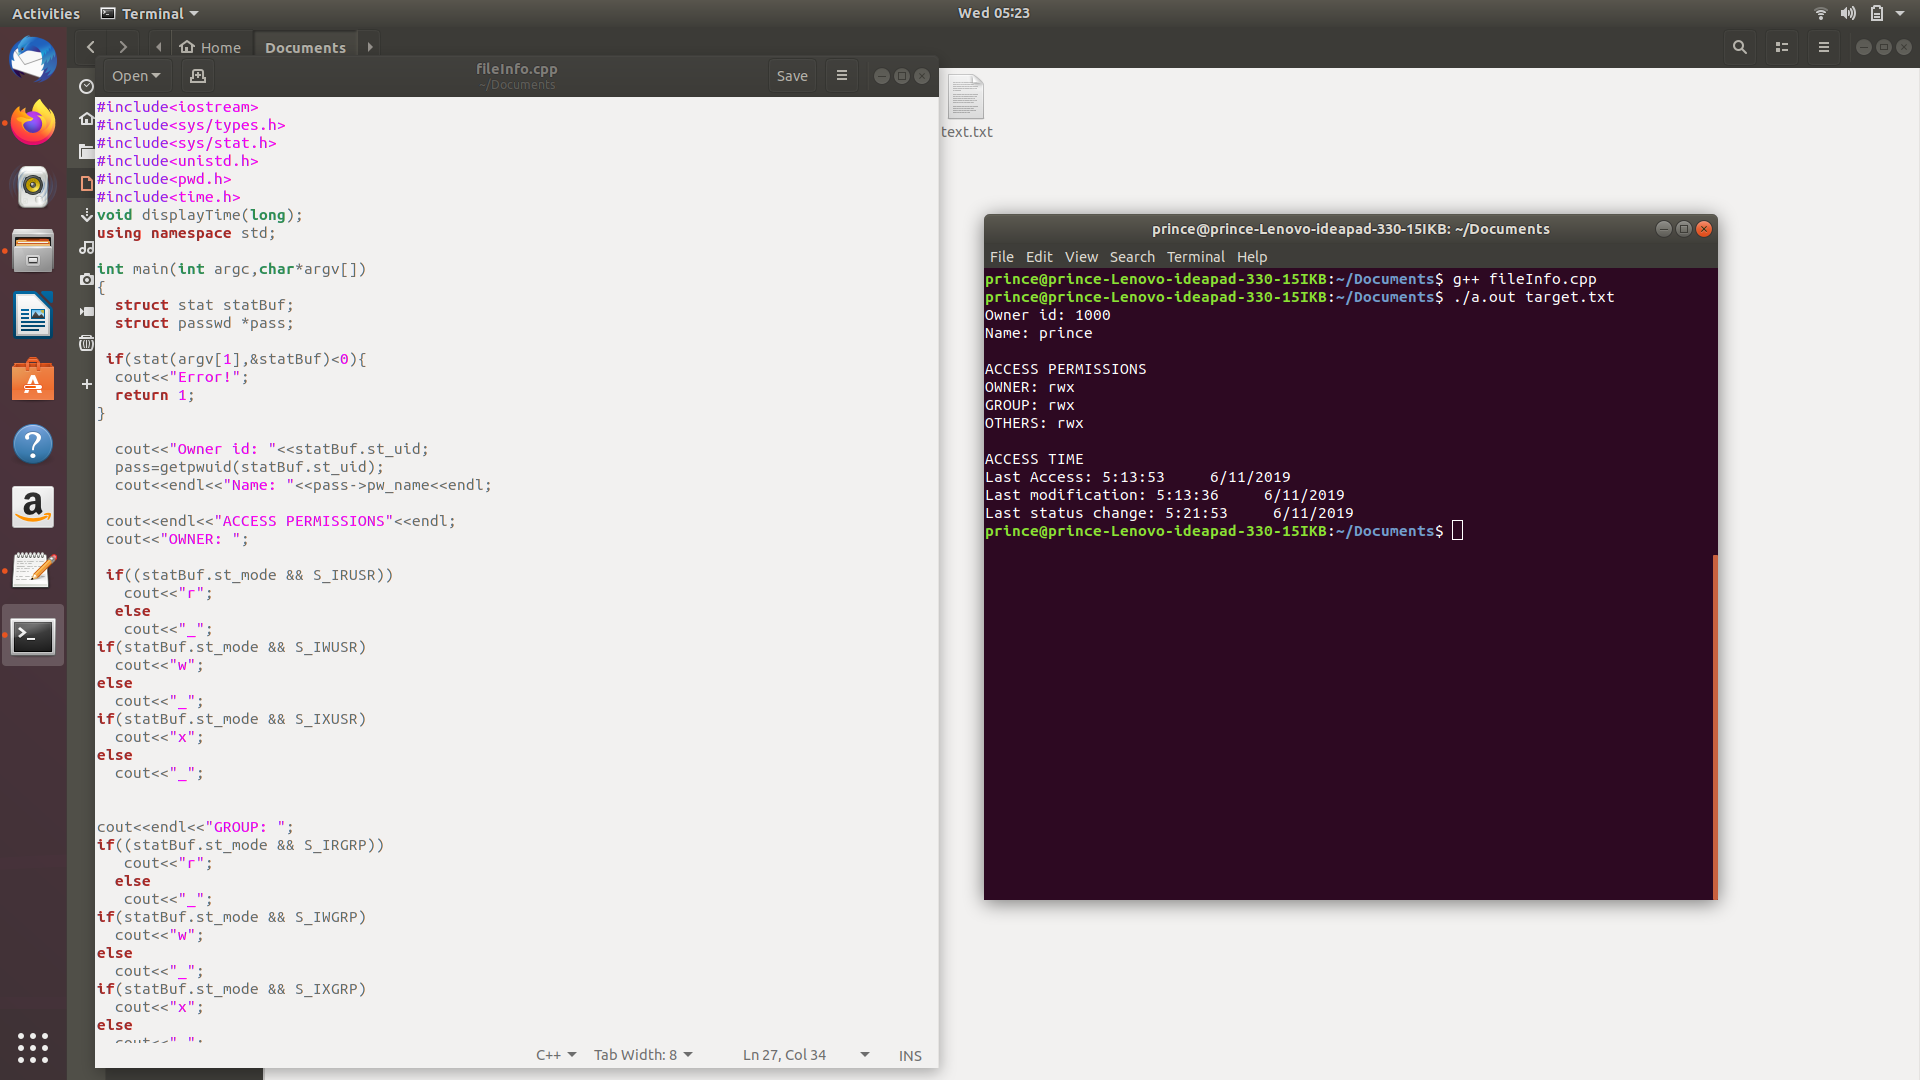 Activities
Terminal
Wed 05:23
Home
Documents
Open
fileInfo.cpp
~/Documents
Save
#include<iostream>
#include<sys/types.h>
#include<sys/stat.h>
#include<unistd.h>
#include<pwd.h>
#include<time.h>
void displayTime(long);
using namespace std;
int main(int argc,char*argv[])
{
struct stat statBuf;
struct passwd *pass;
if(stat(argv[1],&statBuf)<0){
cout<<"Error!";
return 1;
}
cout<<"Owner id: "<<statBuf.st_uid;
pass=getpwuid(statBuf.st_uid);
cout<<endl<<"Name: "<<pass->pw_name<<endl;
cout<<endl<<"ACCESS PERMISSIONS"<<endl;
cout<<"OWNER: ";
if((statBuf.st_mode && S_IRUSR))
cout<<"r";
else
cout<<"_";
if(statBuf.st_mode && S_IWUSR)
cout<<"w";
else
cout<<"_";
if(statBuf.st_mode && S_IXUSR)
cout<<"x";
else
cout<<"_";
cout<<endl<<"GROUP: ";
if((statBuf.st_mode && S_IRGRP))
cout<<"r";
else
cout<<"_";
if(statBuf.st_mode && S_IWGRP)
cout<<"w";
else
cout<<"_";
if(statBuf.st_mode && S_IXGRP)
cout<<"x";
else
cout<<"_";
C++
Tab Width: 8
Ln 27, Col 34
INS
text.txt
prince@prince-Lenovo-ideapad-330-15IKB: ~/Documents
File Edit View Search Terminal Help
prince@prince-Lenovo-ideapad-330-15IKB:~/Documents$ g++ fileInfo.cpp
prince@prince-Lenovo-ideapad-330-15IKB:~/Documents$ ./a.out target.txt
Owner id: 1000
Name: prince
ACCESS PERMISSIONS
OWNER: rwx
GROUP: rwx
OTHERS: rwx
ACCESS TIME
Last Access: 5:13:53 6/11/2019
Last modification: 5:13:36 6/11/2019
Last status change: 5:21:53 6/11/2019
prince@prince-Lenovo-ideapad-330-15IKB:~/Documents$